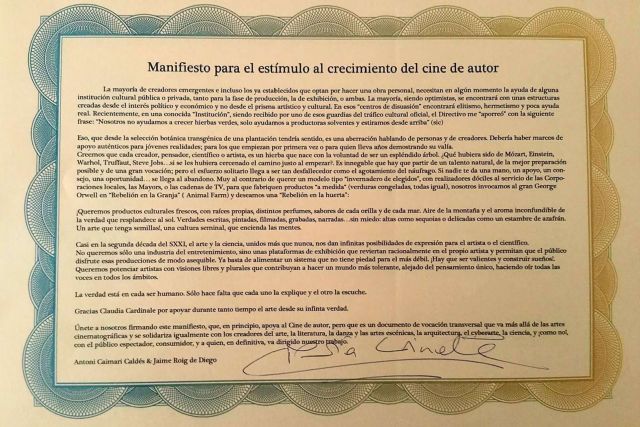 Manifiesto para el estímulo al crecimiento del cine de autor
La mayoría de creadores emergentes e incluso los ya establecidos que optan por hacer una obra personal, necesitan en algún momento la ayuda de alguna
institución cultural pública o privada, tanto para la fase de producción, la de exhibición, o ambas. La mayoría, siendo optimistas, se encontrará con unas estructuras
creadas desde el interés político y económico y no desde el prisma artístico y cultural. En esos "centros de disuasión" encontrará elitismo, hermetismo y poca ayuda
real. Recientemente, en una conocida "Institución", siendo recibido por uno de esos guardias del tráfico cultural oficial, el Directivo me "aporreó" con la siguiente
frase: "Nosotros no ayudamos a crecer hierbas verdes, solo ayudamos a productoras solventes y estiramos desde arriba" (sic)
Eso, que desde la selección botánica transgénica de una plantación tendría sentido, es una aberración hablando de personas y de creadores. Debería haber marcos de
apoyo auténticos para jóvenes realidades; para los que empiezan por primera vez o para quien lleva años demostrando su valía.
Creemos que cada creador, pensador, científico o artista, es un hierba que nace con la voluntad de ser un espléndido árbol. ¿Qué hubiera sido de Mózart, Einstein,
Warhol, Truffaut, Steve Jobs...si se les hubiera cercenado el camino justo al empezar?. Es innegable que hay que partir de un talento natural, de la mejor preparación
posible y de una gran vocación; pero el esfuerzo solitario llega a ser tan desfallecedor como el agotamiento del náufrago. Si nadie te da una mano, un apoyo, un con-
sejo, una oportunidad... se llega al abandono. Muy al contrario de querer un modelo tipo "invernadero de elegidos", con realizadores dóciles al servicio de las Corpo-
raciones locales, las Mayors, o las cadenas de TV, para que fabriquen productos "a medida" (verduras congeladas, todas igual), nosotros invocamos al gran George
Orwell en "Rebelión en la Granja" ( Animal Farm) y deseamos una "Rebelión en la huerta":
¡Queremos productos culturales frescos, con raíces propias, distintos perfumes, sabores de cada orilla y de cada mar. Aire de la montaña y el aroma inconfundible de
la verdad que resplandece al sol. Verdades escritas, pintadas, filmadas, grabadas, narradas...sin miedo: altas como sequoias o delicadas como un estambre de azafrán.
Un arte que tenga semillas!, una cultura seminal, que encienda las mentes.
Casi en la segunda década del SXXI, el arte y la ciencia, unidos más que nunca, nos dan infinitas posibilidades de expresión para el artista o el científico.
No queremos sólo una industria del entretenimiento, sino unas plataformas de exhibición que reviertan racionalmente en el propio artista y permitan que el público
disfrute esas producciones de modo asequible. Ya basta de alimentar un sistema que no tiene piedad para el más débil. ¡Hay que ser valientes y construir sueños!.
Queremos potenciar artistas con visiones libres y plurales que contribuyan a hacer un mundo más tolerante, alejado del pensamiento único, haciendo oir todas las
voces en todos los ámbitos.
La verdad está en cada ser humano. Sólo hace falta que cada uno la explique y el otro la escuche.
Gracias Claudia Cardinale por apoyar durante tanto tiempo el arte desde su infinita verdad.
Únete a nosotros firmando este manifiesto, que, en principio, apoya al Cine de autor, pero que es un documento de vocación transversal que va más allá de las artes
cinematográficas y se solidariza igualmente con los creadores del arte, la literatura, la danza y las artes escénicas, la arquitectura, el cyberarte, la ciencia, y ¡cómo no!,
con el público espectador, consumidor, y a quien, en definitiva, va dirigido nuestro trabajo.
Antoni Caimari Caldés & Jaime Roig de Diego